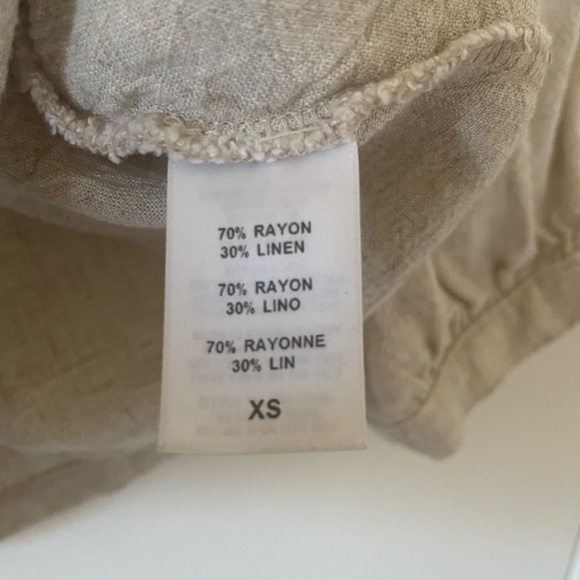 70% RAYON
30% LINEN
70% RAYON
30% LINO
70% RAYONNE
30% LIN
XS